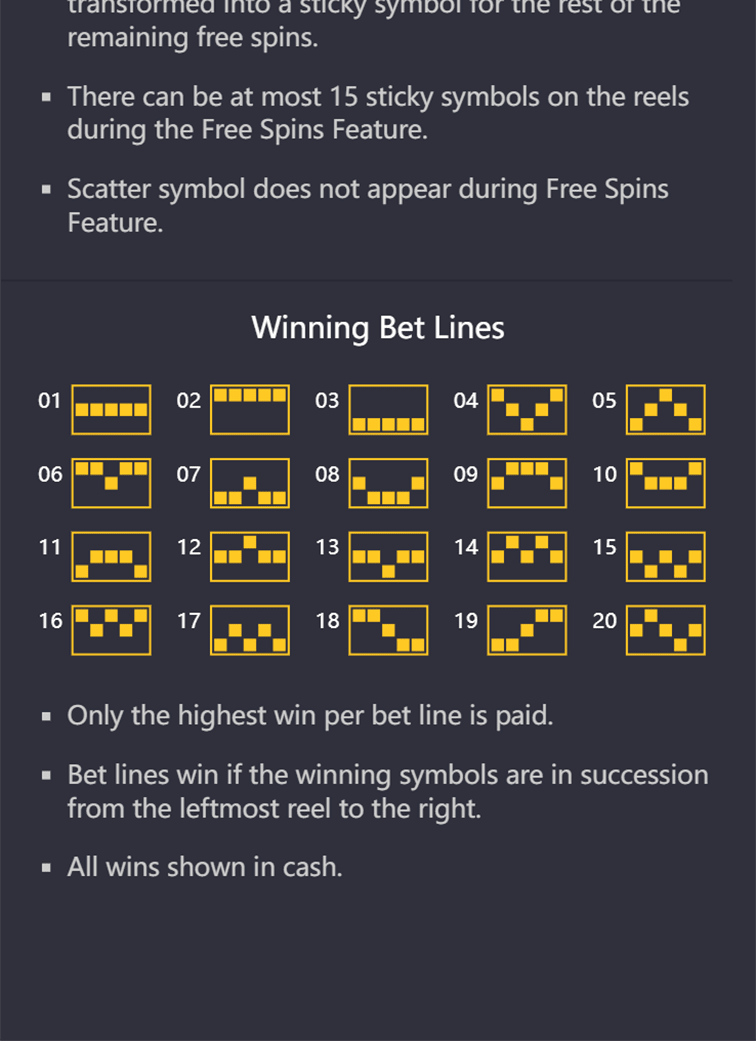 transformed into a sticky symbol for the rest of the
remaining free spins.
▪ There can be at most 15 sticky symbols on the reels
during the Free Spins Feature.
▪ Scatter symbol does not appear during Free Spins
Feature.
Winning Bet Lines
01 02 03 04 05
06 07 08 09 10
11 12 13 14 15
16 17 18 19 20
▪ Only the highest win per bet line is paid.
▪ Bet lines win if the winning symbols are in succession
from the leftmost reel to the right.
▪ All wins shown in cash.